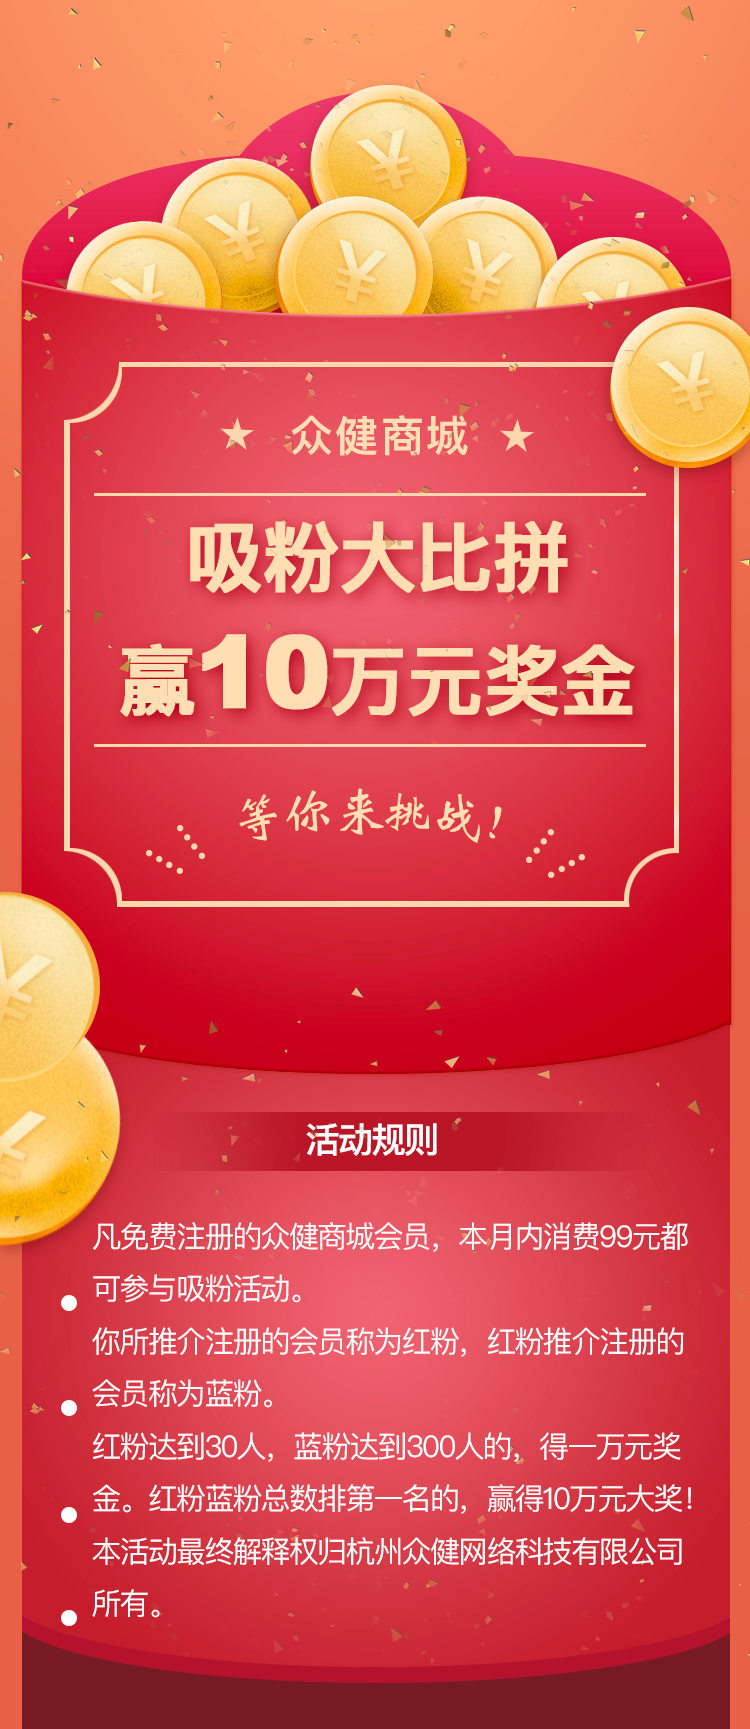 ★ 众健商城 ★
吸粉大比拼
赢10万元奖金
等你来挑战！
活动规则
凡免费注册的众健商城会员，本月内消费99元都
可参与吸粉活动。
你所推介注册的会员称为红粉，红粉推介注册的
会员称为蓝粉。
红粉达到30人，蓝粉达到300人的，得一万元奖
金。红粉蓝粉总数排第一名的，赢得10万元大奖！
本活动最终解释权归杭州众健网络科技有限公司
所有。